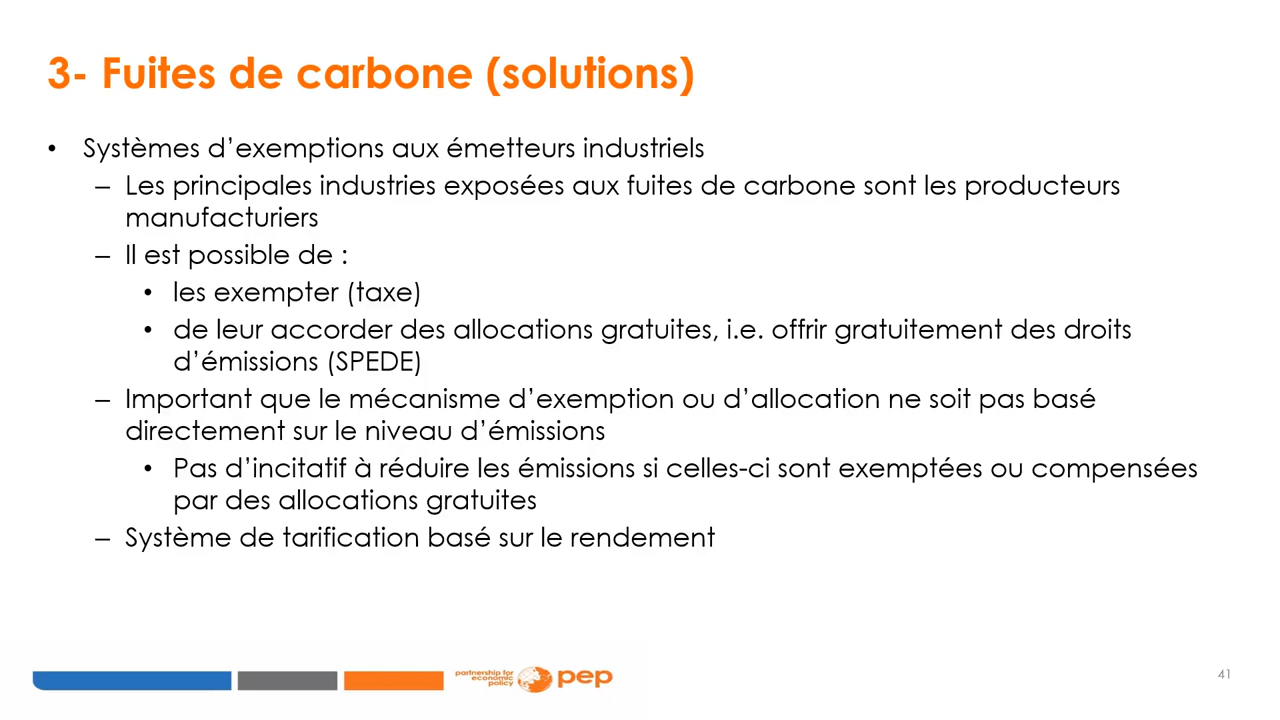 3- Fuites de carbone (solutions)
• Systèmes d’exemptions aux émetteurs industriels
– Les principales industries exposées aux fuites de carbone sont les producteurs
manufacturiers
– Il est possible de :
• les exempter (taxe)
• de leur accorder des allocations gratuites, i.e. offrir gratuitement des droits
d’émissions (SPEDE)
– Important que le mécanisme d’exemption ou d’allocation ne soit pas basé
directement sur le niveau d’émissions
• Pas d’incitatif à réduire les émissions si celles-ci sont exemptées ou compensées
par des allocations gratuites
– Système de tarification basé sur le rendement
partnership for
economic
policy
pep
41